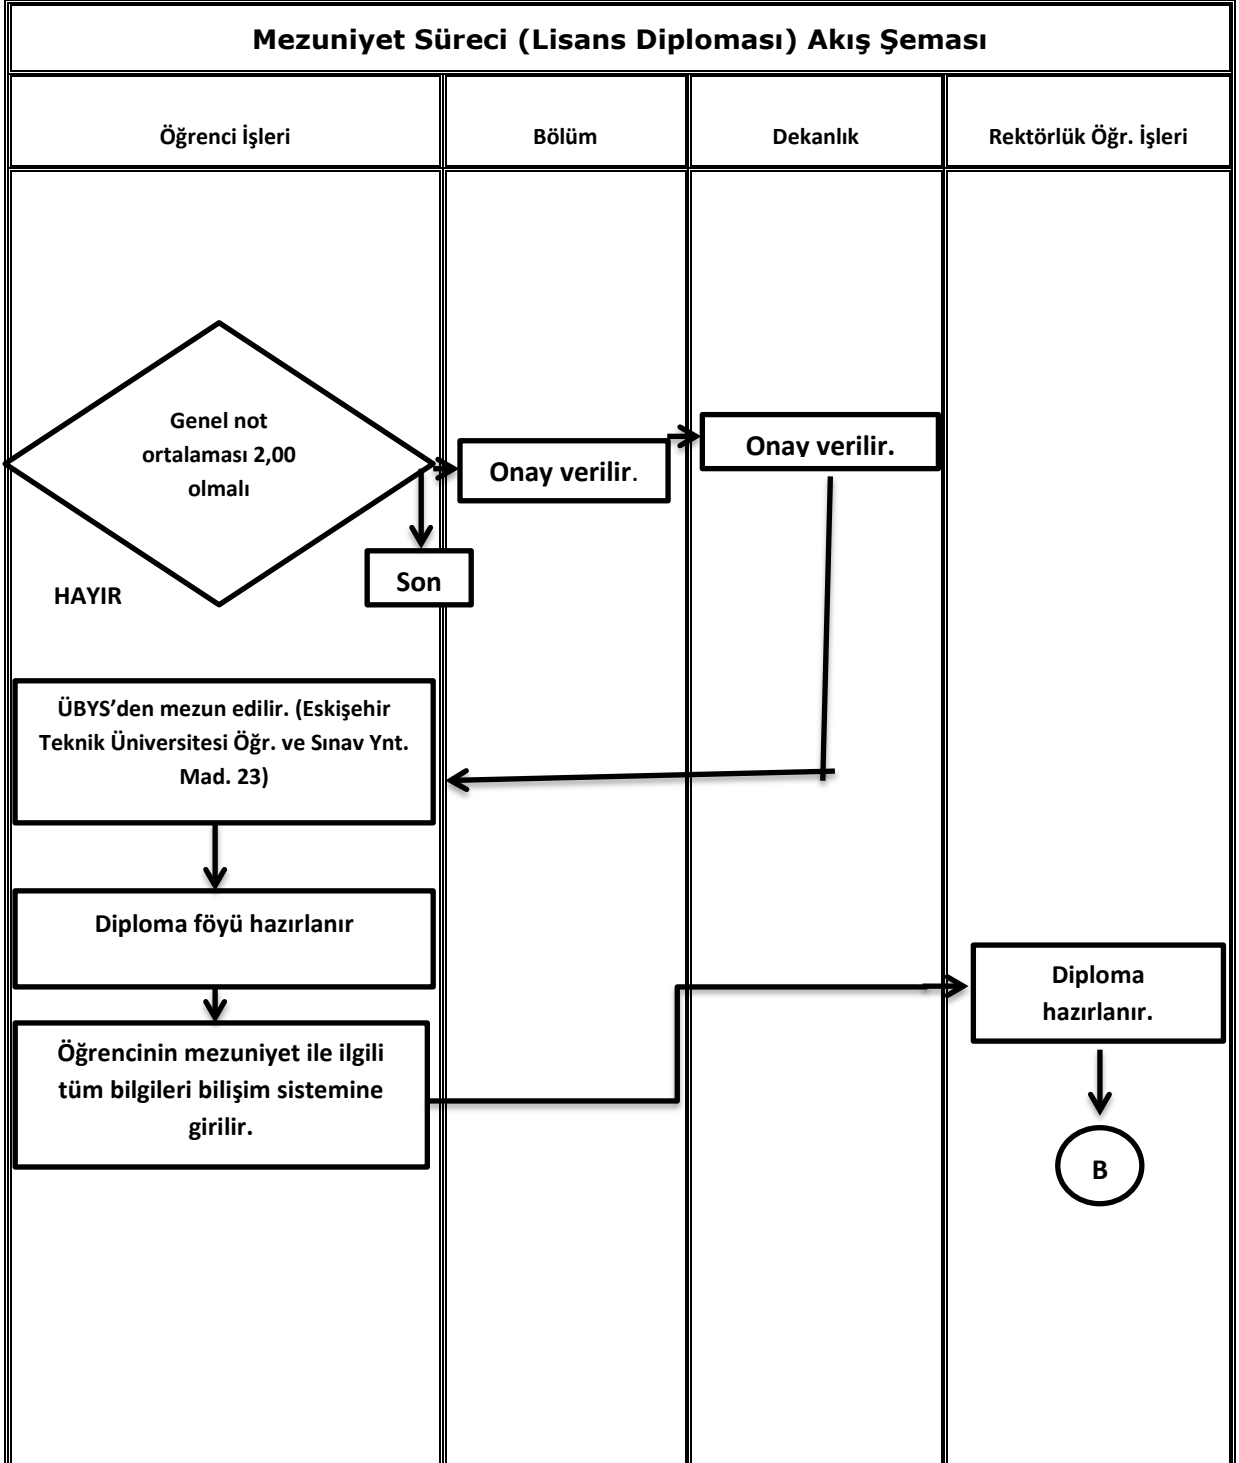 Mezuniyet Süreci (Lisans Diploması) Akış Şeması
Öğrenci İşleri
Bölüm
Dekanlık
Rektörlük Öğr. İşleri
Genel not
ortalaması 2,00
olmalı
Onay verilir.
Onay verilir.
Son
HAYIR
ÜBYS’den mezun edilir. (Eskişehir
Teknik Üniversitesi Öğr. ve Sınav Ynt.
Mad. 23)
Diploma föyü hazırlanır
Öğrencinin mezuniyet ile ilgili
tüm bilgileri bilişim sistemine
girilir.
Diploma
hazırlanır.
B